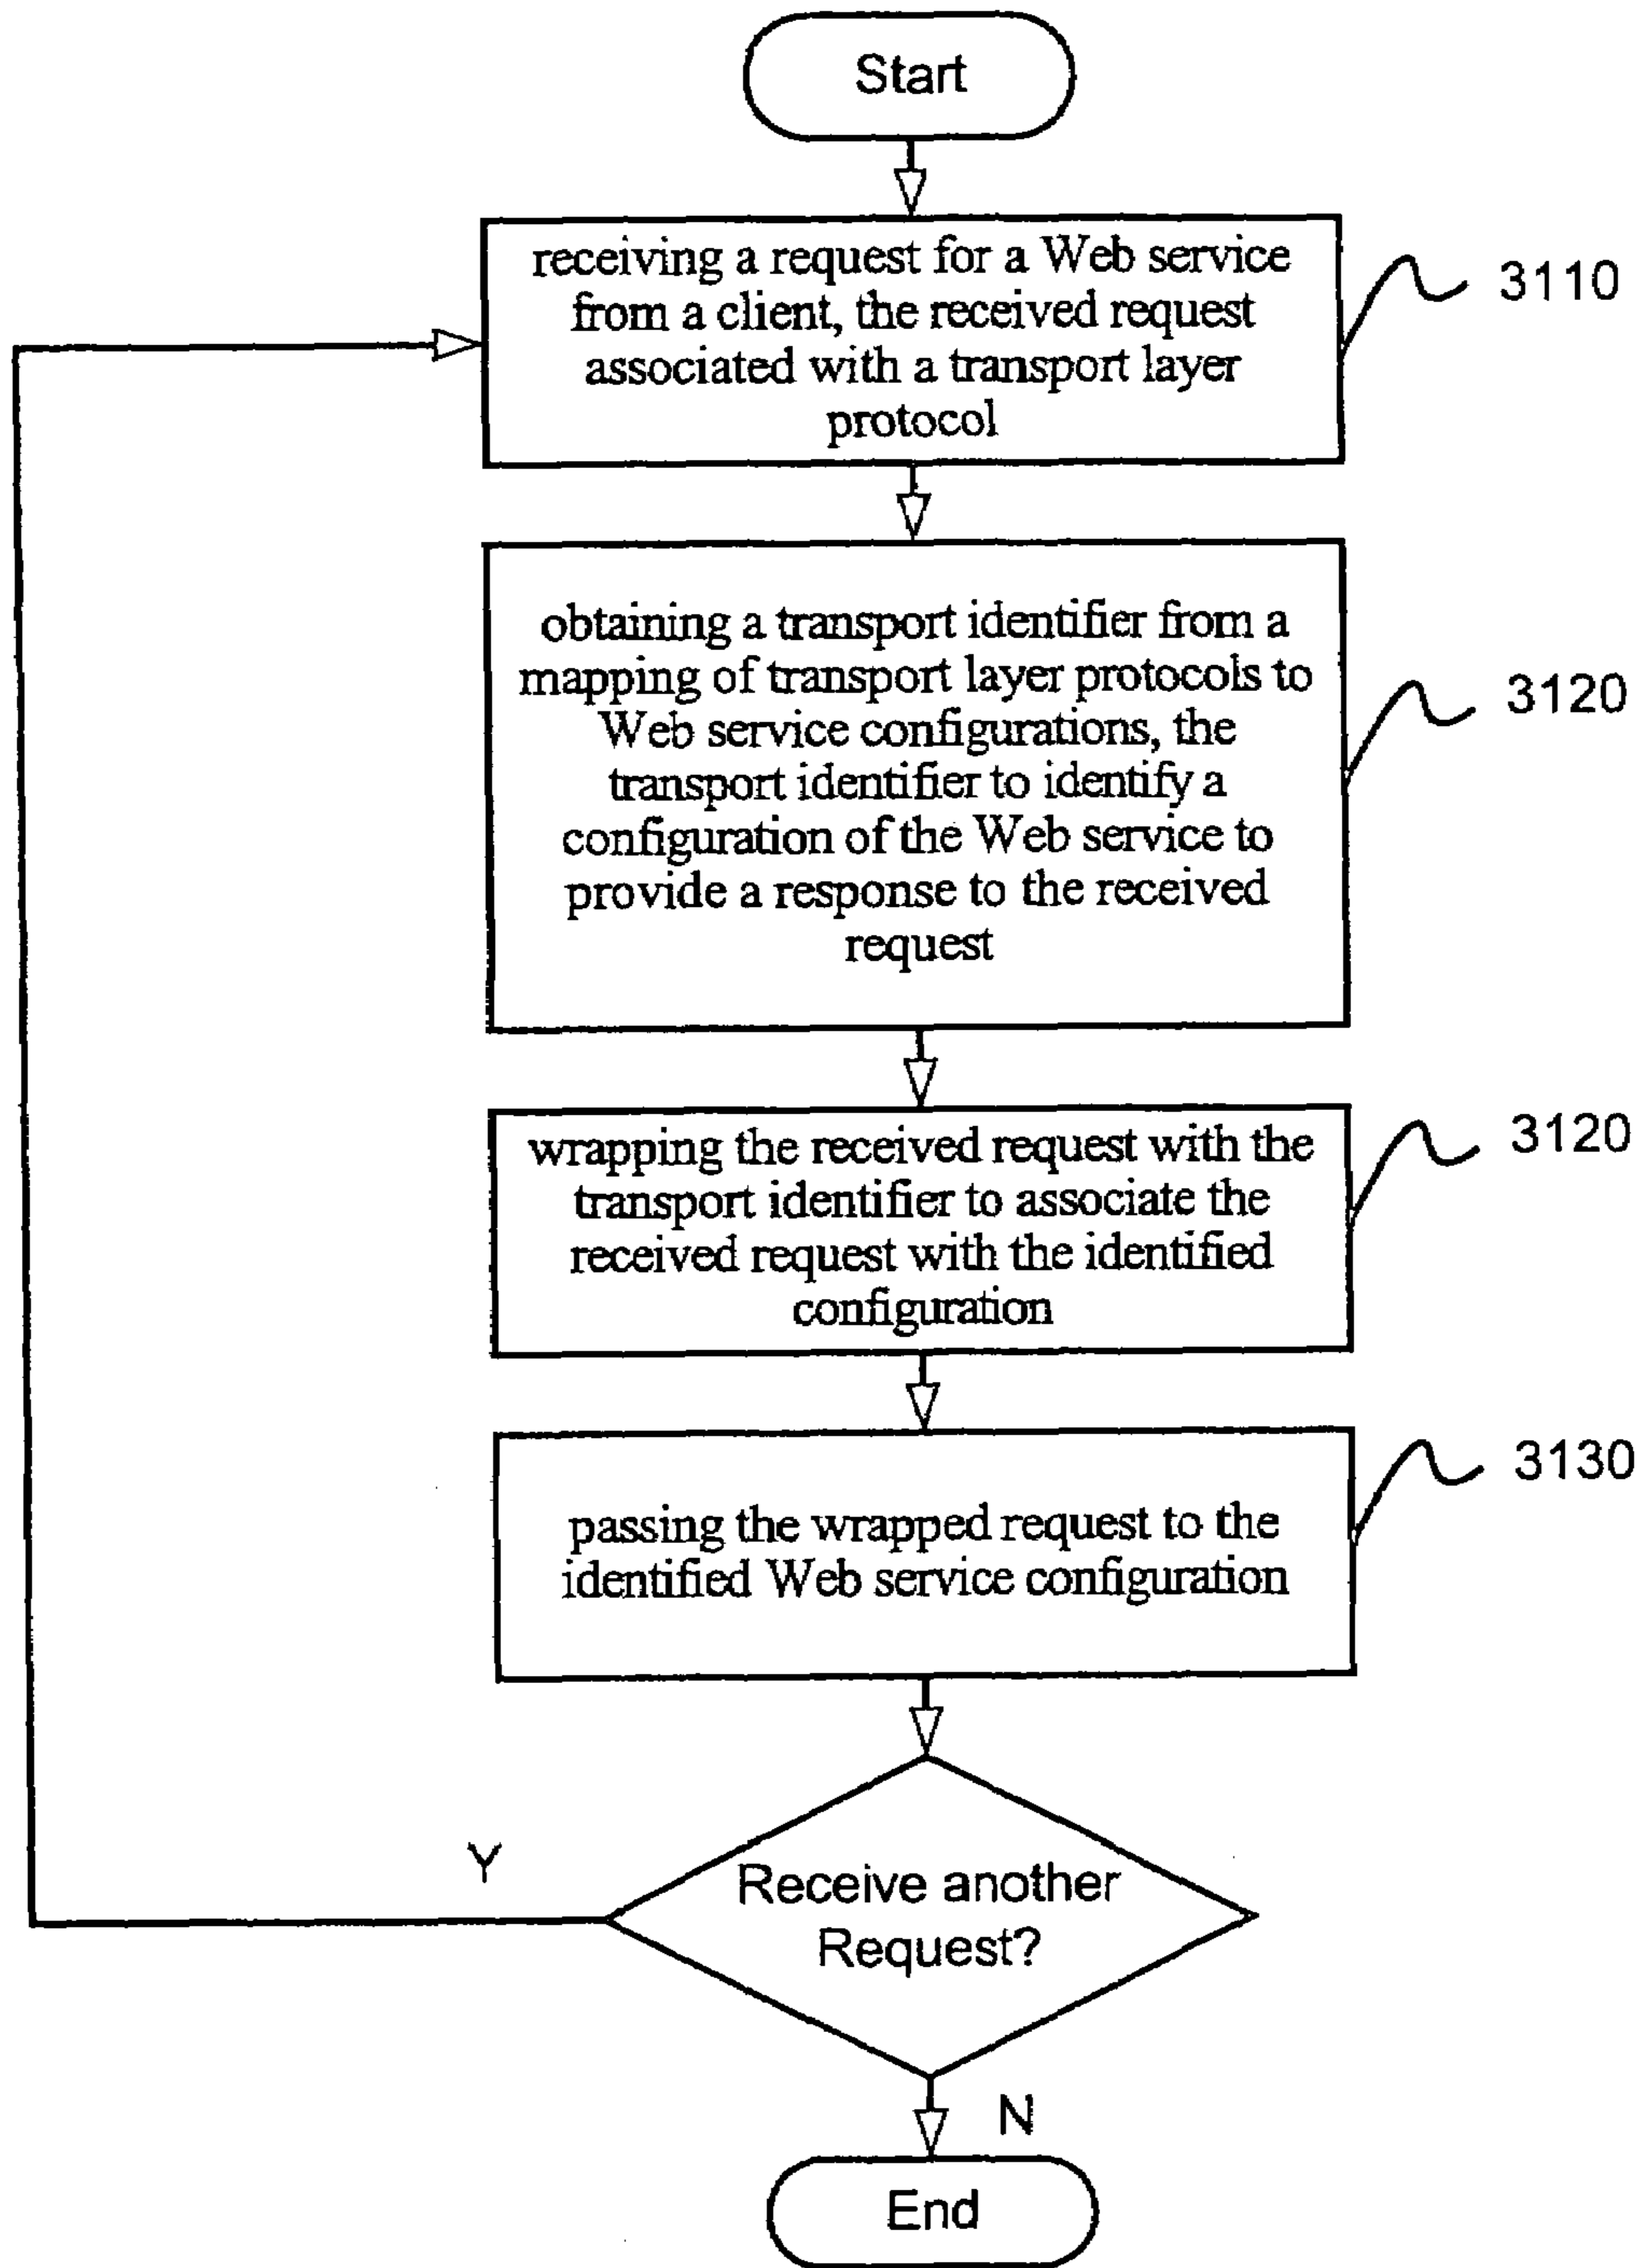 Start
receiving a request for a Web service
from a client, the received request
associated with a transport layer
protocol
3110
obtaining a transport identifier from a
mapping of transport layer protocols to
Web service configurations, the
transport identifier to identify a
configuration of the Web service to
provide a response to the received
request
3120
wrapping the received request with the
transport identifier to associate the
received request with the identified
configuration
3120
passing the wrapped request to the
identified Web service configuration
3130
Receive another
Request?
Y
N
End